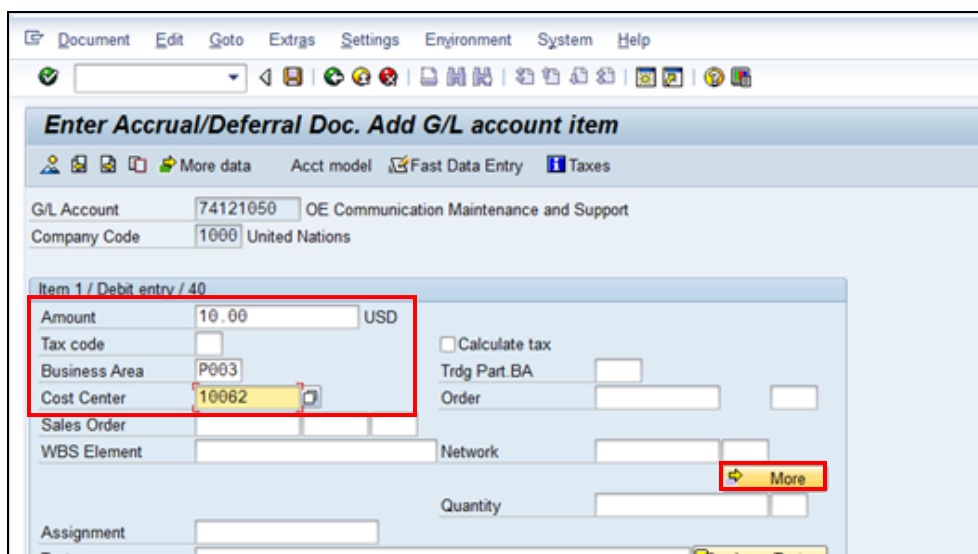 Document Edit Goto Extras Settings Environment System Help
Enter Accrual/Deferral Doc. Add G/L account item
More data Acct model Fast Data Entry Taxes
G/L Account 74121050 OE Communication Maintenance and Support
Company Code 1000 United Nations
Item 1 / Debit entry / 40
Amount 10.00 USD
Tax code Calculate tax
Business Area P003 Trdg Part.BA
Cost Center 10062 Order
Sales Order
WBS Element Network
More
Quantity
Assignment